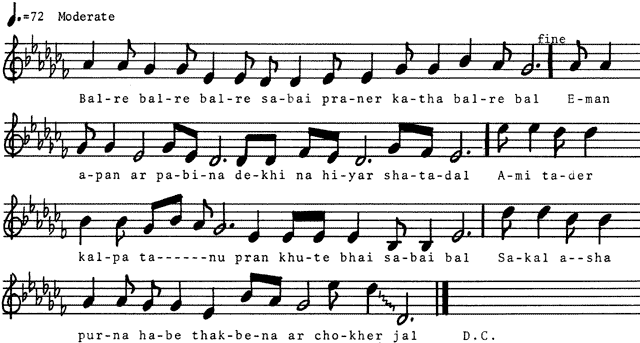 ♩.=72 Moderate
fine
Bal-re bal-re bal-re sa-bai pra-ner ka-tha bal-re bal E-man
a-pan ar pa-bi-na de-khi na hi-yar sha-ta-dal A-mi ta-der
kal-pa ta------nu pran khu-te bhai sa-bai bal Sa-kal a--sha
pur-na ha-be thak-be-na ar cho-kher jal D.C.